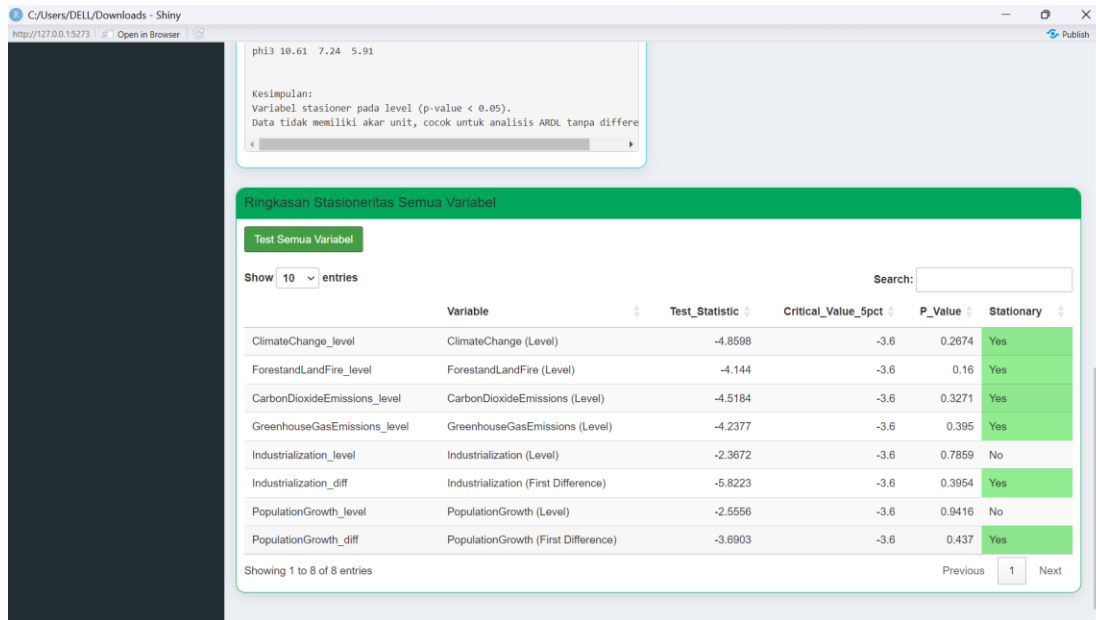 C:/Users/DELL/Downloads - Shiny
http://127.0.0.1:5273 Open in Browser Publish
phi3 10.61 7.24 5.91
Kesimpulan:
Variabel stasioner pada level (p-value < 0.05).
Data tidak memiliki akar unit, cocok untuk analisis ARDL tanpa differe
Ringkasan Stasioneritas Semua Variabel
Test Semua Variabel
Show 10 entries Search:
Variable Test_Statistic Critical_Value_5pct P_Value Stationary
ClimateChange_level ClimateChange (Level) -4.8598 -3.6 0.2674 Yes
ForestandLandFire_level ForestandLandFire (Level) -4.144 -3.6 0.16 Yes
CarbonDioxideEmissions_level CarbonDioxideEmissions (Level) -4.5184 -3.6 0.3271 Yes
GreenhouseGasEmissions_level GreenhouseGasEmissions (Level) -4.2377 -3.6 0.395 Yes
Industrialization_level Industrialization (Level) -2.3672 -3.6 0.7859 No
Industrialization_diff Industrialization (First Difference) -5.8223 -3.6 0.3954 Yes
PopulationGrowth_level PopulationGrowth (Level) -2.5556 -3.6 0.9416 No
PopulationGrowth_diff PopulationGrowth (First Difference) -3.6903 -3.6 0.437 Yes
Showing 1 to 8 of 8 entries Previous 1 Next